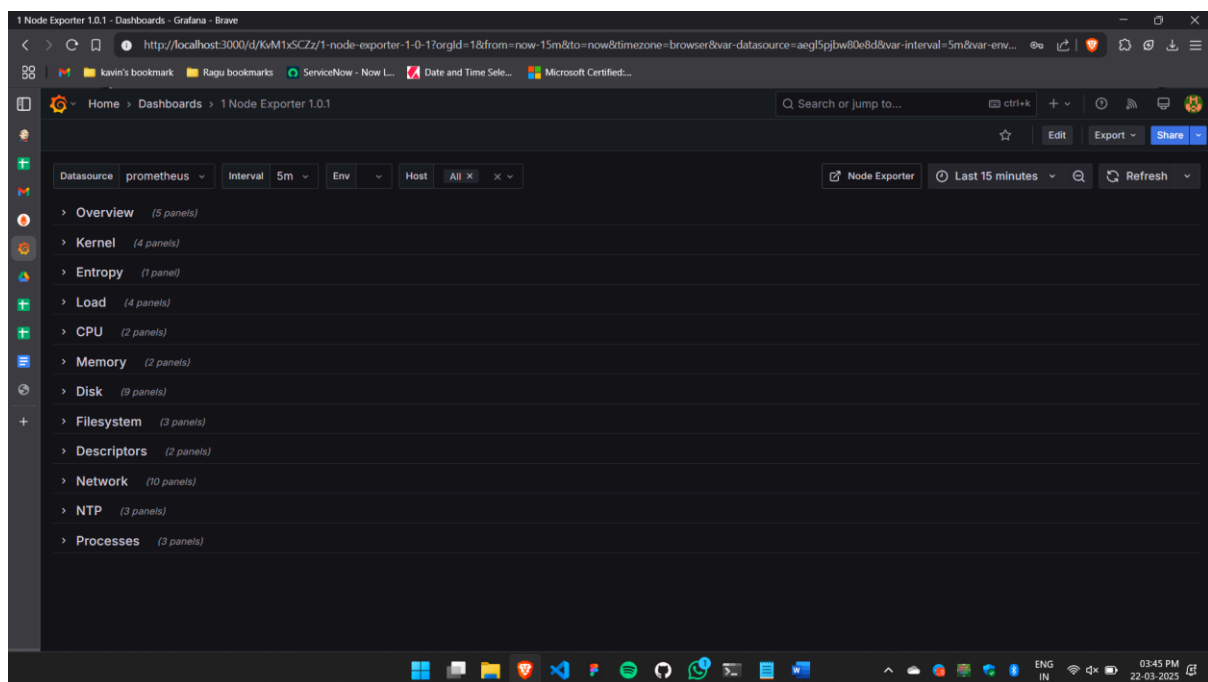 1 Node Exporter 1.0.1 - Dashboards - Grafana - Brave
http://localhost:3000/d/KvM1xSCZz/1-node-exporter-1-0-1?orgId=1&from=now-15m&to=now&timezone=browser&var-datasource=aegl5pjbw80e8d&var-interval=5m&var-env...
kavin's bookmark Ragu bookmarks ServiceNow - Now L... Date and Time Sele... Microsoft Certified:...
Home > Dashboards > 1 Node Exporter 1.0.1 Search or jump to... ctrl+k
Edit Export Share
Datasource prometheus Interval 5m Env Host All × Node Exporter Last 15 minutes Refresh
Overview (5 panels)
Kernel (4 panels)
Entropy (1 panel)
Load (4 panels)
CPU (2 panels)
Memory (2 panels)
Disk (9 panels)
Filesystem (3 panels)
Descriptors (2 panels)
Network (10 panels)
NTP (3 panels)
Processes (3 panels)
1
ENG 03:45 PM
IN 22-03-2025